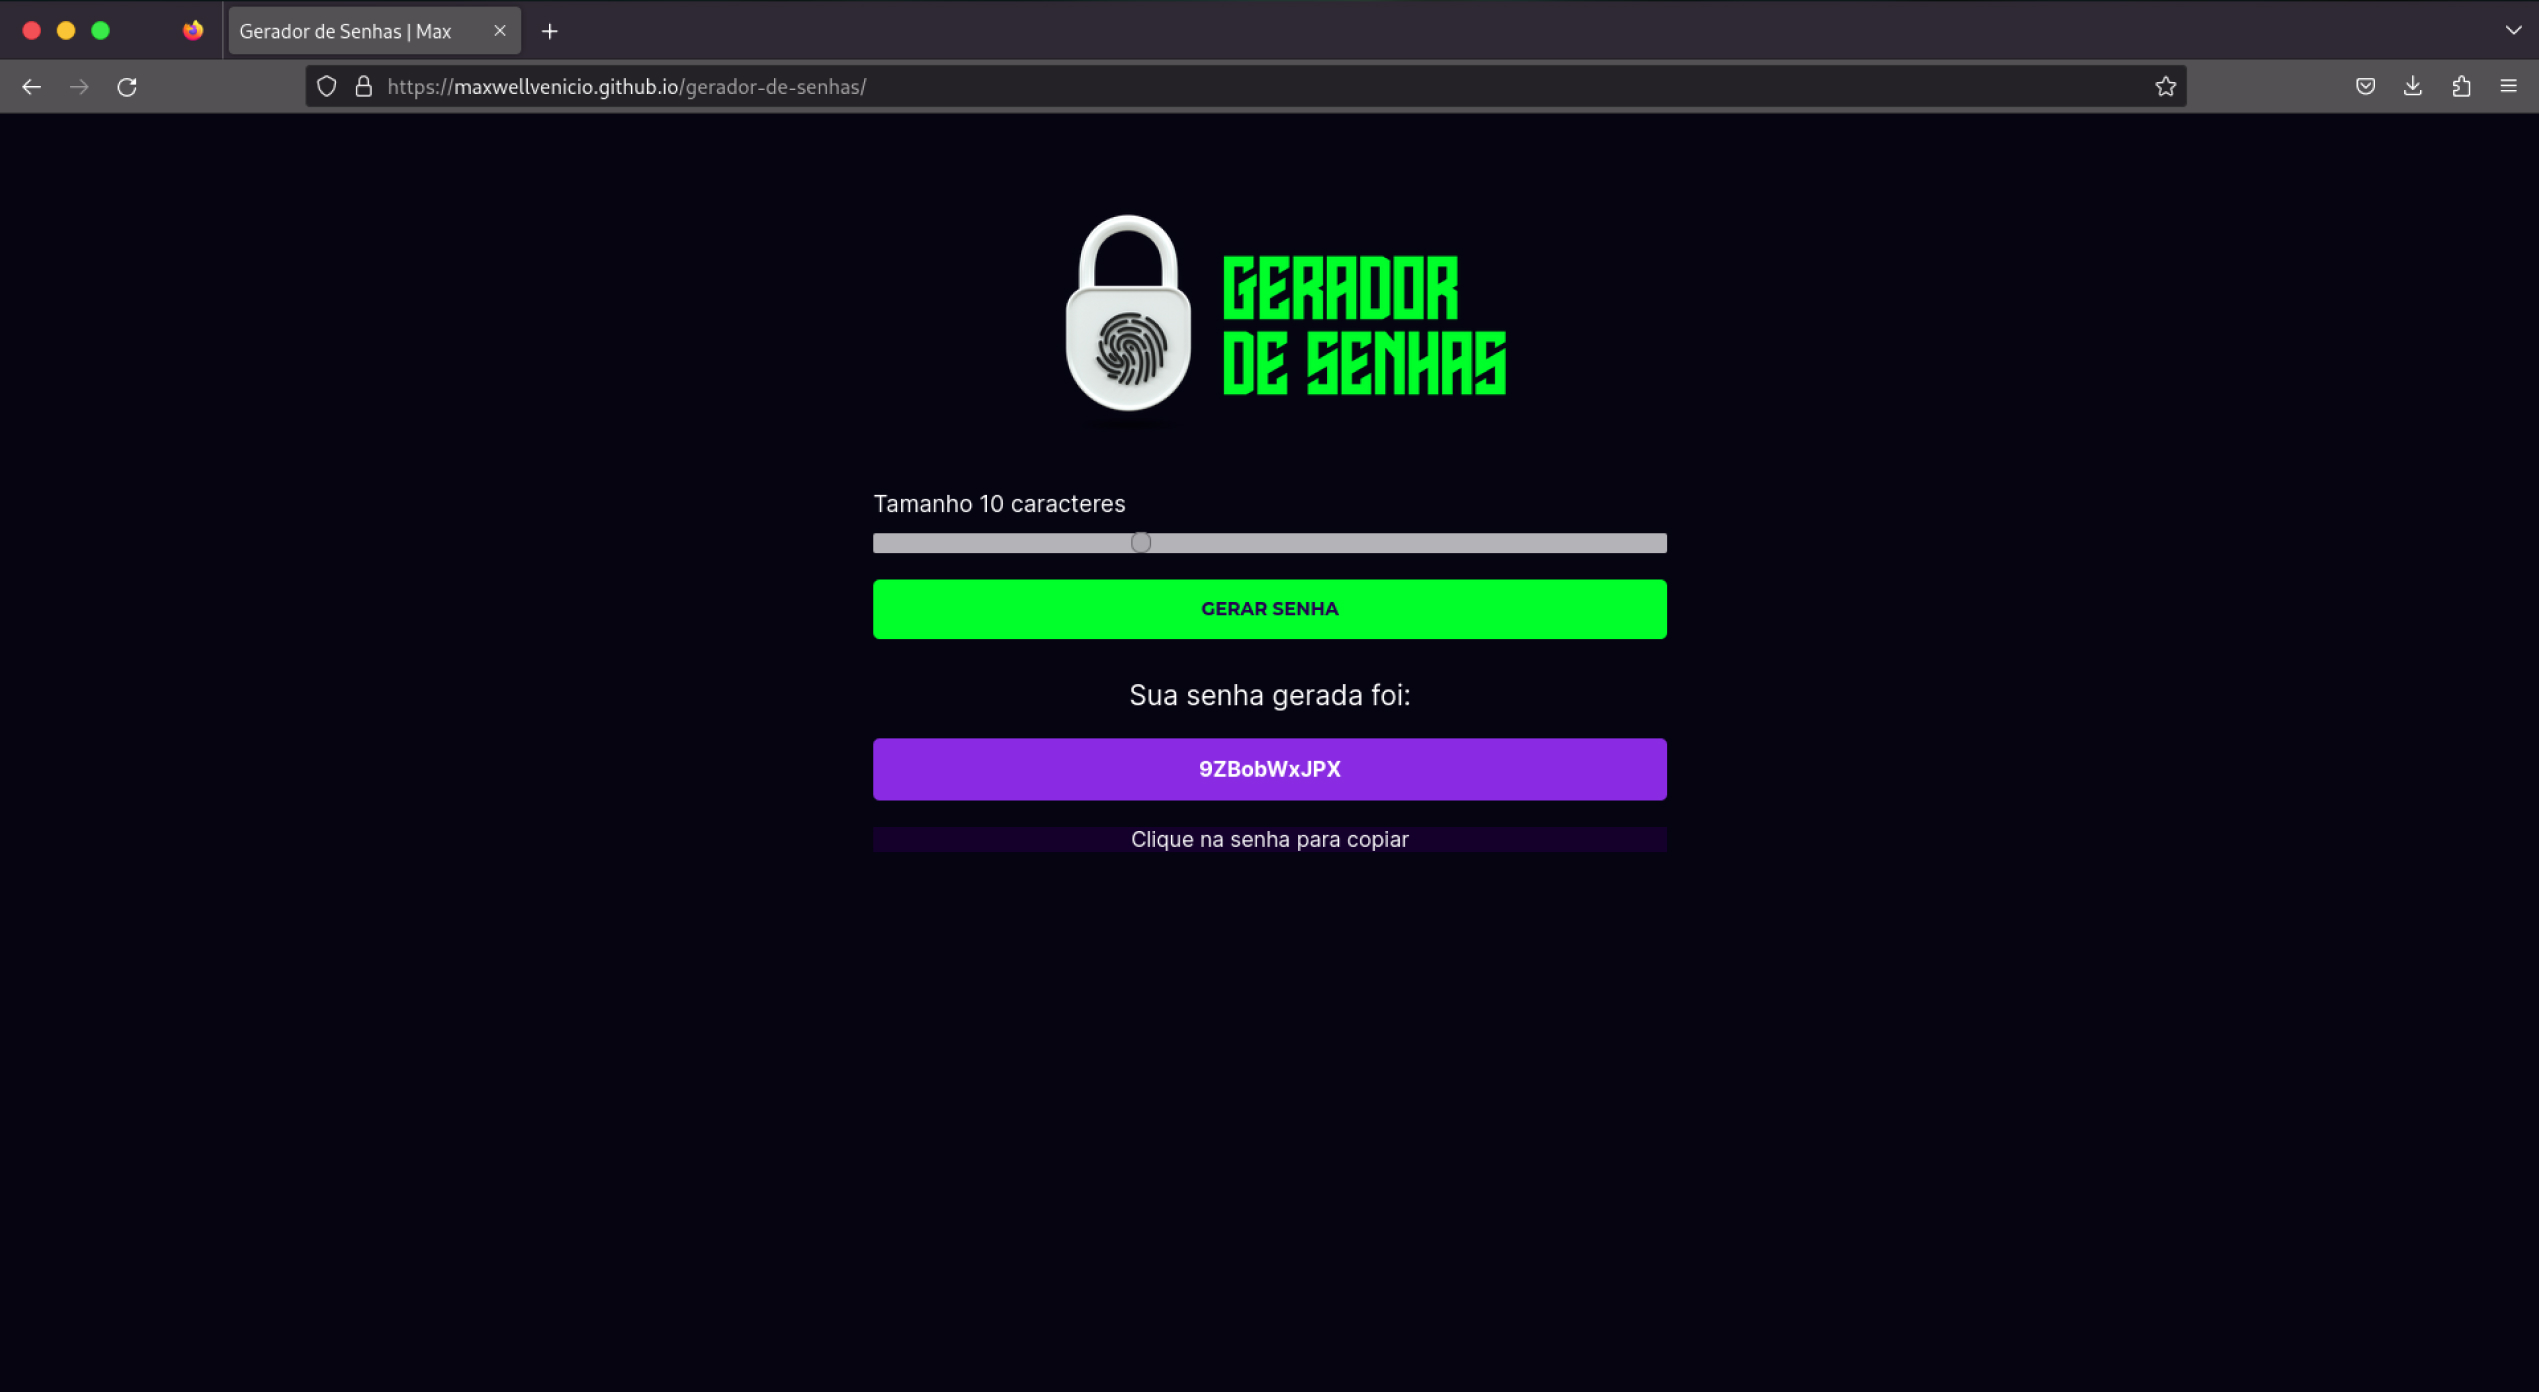 Gerador de Senhas | Max
https://maxwellvenicio.github.io/gerador-de-senhas/
GERADOR
DE SENHAS
Tamanho 10 caracteres
GERAR SENHA
Sua senha gerada foi:
9ZBobWxJPX
Clique na senha para copiar